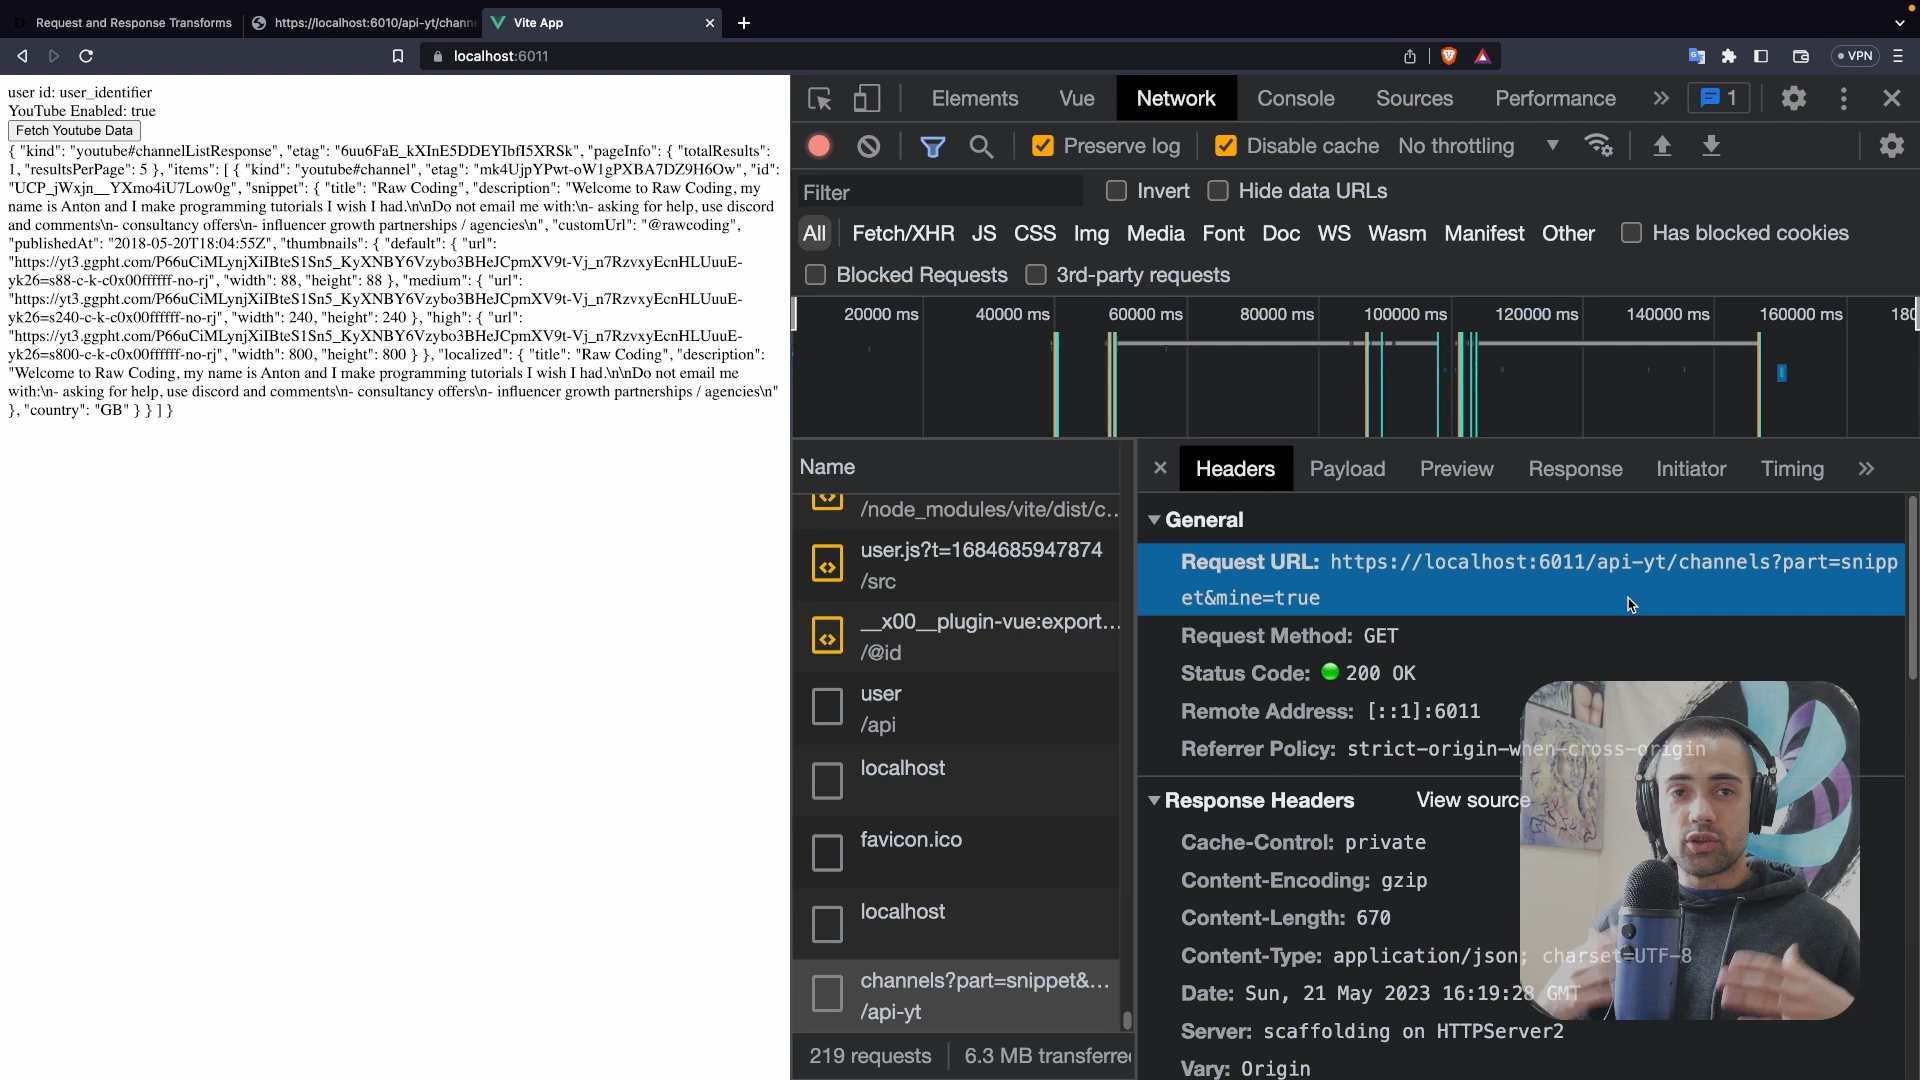 Request and Response Transforms
https://localhost:6010/api-yt/chann
Vite App
localhost:6011
VPN
user id: user_identifier
YouTube Enabled: true
Fetch Youtube Data
{ "kind": "youtube#channelListResponse", "etag": "6uu6FaE_kXInE5DDEYIbfI5XRSk", "pageInfo": { "totalResults":
1, "resultsPerPage": 5 }, "items": [ { "kind": "youtube#channel", "etag": "mk4UjpYPwt-oW1gPXBA7DZ9H6Ow", "id":
"UCP_jWxjn__YXmo4iU7Low0g", "snippet": { "title": "Raw Coding", "description": "Welcome to Raw Coding, my
name is Anton and I make programming tutorials I wish I had.\n\nDo not email me with:\n- asking for help, use discord
and comments\n- consultancy offers\n- influencer growth partnerships / agencies\n", "customUrl": "@rawcoding",
"publishedAt": "2018-05-20T18:04:55Z", "thumbnails": { "default": { "url":
"https://yt3.ggpht.com/P66uCiMLynjXiIBteS1Sn5_KyXNBY6Vzybo3BHeJCpmXV9t-Vj_n7RzvxyEcnHLUuuE-
yk26=s88-c-k-c0x00ffffff-no-rj", "width": 88, "height": 88 }, "medium": { "url":
"https://yt3.ggpht.com/P66uCiMLynjXiIBteS1Sn5_KyXNBY6Vzybo3BHeJCpmXV9t-Vj_n7RzvxyEcnHLUuuE-
yk26=s240-c-k-c0x00ffffff-no-rj", "width": 240, "height": 240 }, "high": { "url":
"https://yt3.ggpht.com/P66uCiMLynjXiIBteS1Sn5_KyXNBY6Vzybo3BHeJCpmXV9t-Vj_n7RzvxyEcnHLUuuE-
yk26=s800-c-k-c0x00ffffff-no-rj", "width": 800, "height": 800 } }, "localized": { "title": "Raw Coding", "description":
"Welcome to Raw Coding, my name is Anton and I make programming tutorials I wish I had.\n\nDo not email me
with:\n- asking for help, use discord and comments\n- consultancy offers\n- influencer growth partnerships / agencies\n"
}, "country": "GB" } } ] }
Elements Vue Network Console Sources Performance 1
Preserve log Disable cache No throttling
Filter Invert Hide data URLs
All Fetch/XHR JS CSS Img Media Font Doc WS Wasm Manifest Other Has blocked cookies
Blocked Requests 3rd-party requests
20000 ms 40000 ms 60000 ms 80000 ms 100000 ms 120000 ms 140000 ms 160000 ms 180
Name
/node_modules/vite/dist/c...
user.js?t=1684685947874
/src
__x00__plugin-vue:export...
/@id
user
/api
localhost
favicon.ico
localhost
channels?part=snippet&...
/api-yt
219 requests 6.3 MB transferre
Headers Payload Preview Response Initiator Timing
General
Request URL: https://localhost:6011/api-yt/channels?part=snipp
et&mine=true
Request Method: GET
Status Code: 200 OK
Remote Address: [::1]:6011
Referrer Policy: strict-origin-when-cross-origin
Response Headers View source
Cache-Control: private
Content-Encoding: gzip
Content-Length: 670
Content-Type: application/json; charset=UTF-8
Date: Sun, 21 May 2023 16:19:28 GMT
Server: scaffolding on HTTPServer2
Vary: Origin